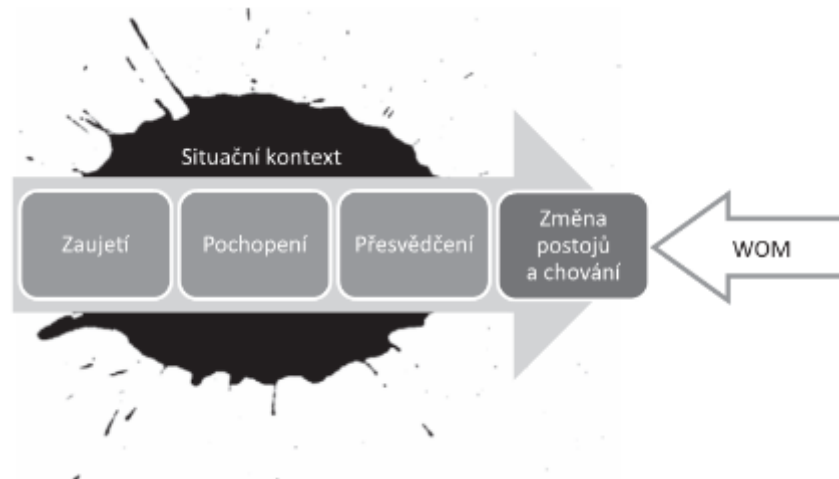 Situační kontext
Zaujetí
Pochopení
Přesvědčení
Změna
postojů
a chování
WOM